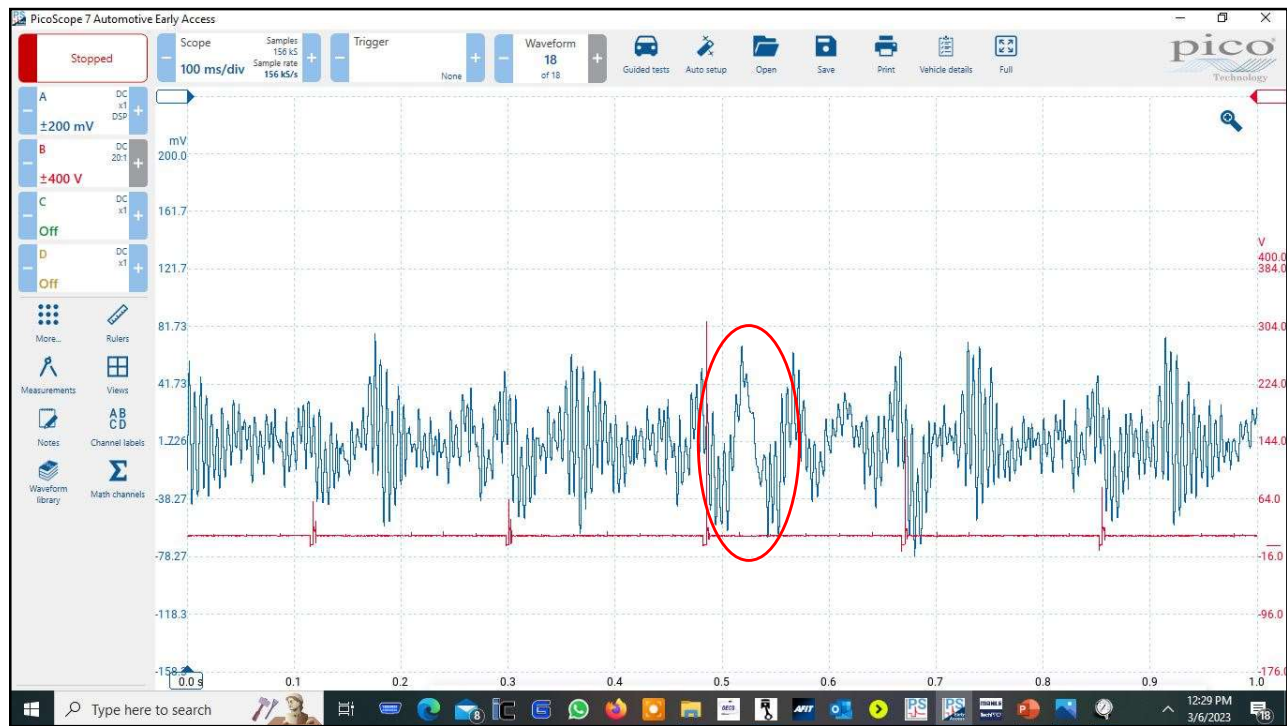 PicoScope 7 Automotive Early Access
Stopped
Scope
100 ms/div
Samples
156 kS
Sample rate
156 kS/s
Trigger
None
Waveform
18
of 18
Guided tests
Auto setup
Open
Save
Print
Vehicle details
Full
pico
Technology
A
DC
x1
DSP
±200 mV
B
DC
20:1
±400 V
C
DC
x1
Off
D
DC
x1
Off
More...
Rulers
Measurements
Views
Notes
Channel labels
Waveform
library
Math channels
mV
200.0
161.7
121.7
81.73
41.73
1.226
-38.27
-78.27
-118.3
V
400.0
384.0
304.0
224.0
144.0
64.0
-16.0
-96.0
-176.0
0.0 s
0.1
0.2
0.3
0.4
0.5
0.6
0.7
0.8
0.9
1.0
Type here to search
12:29 PM
3/6/2023